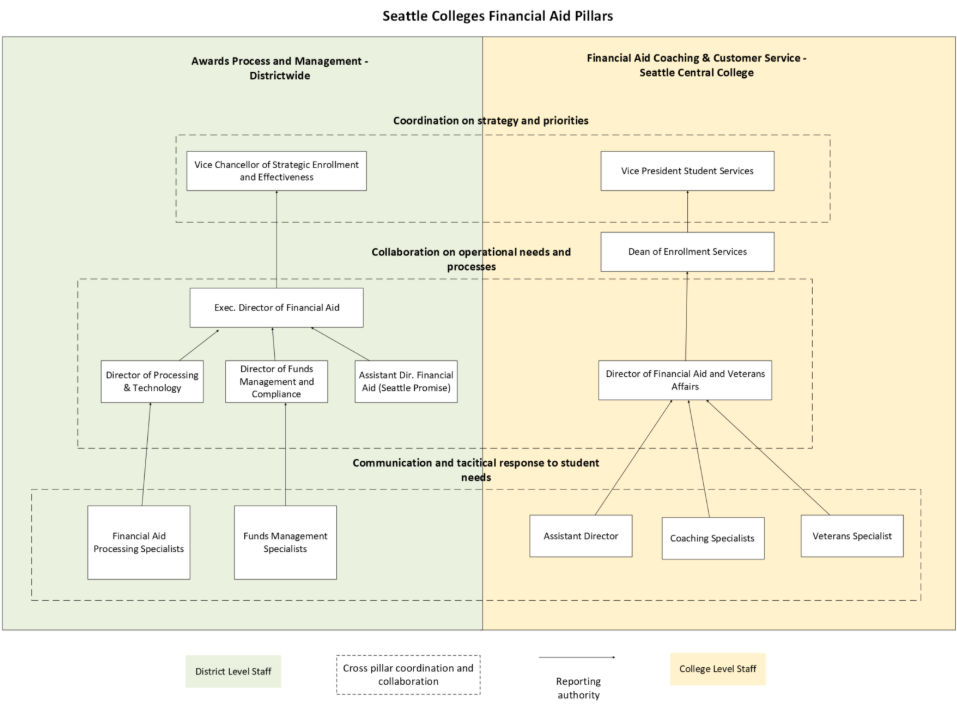 Seattle Colleges Financial Aid Pillars
Awards Process and Management -
Districtwide
Financial Aid Coaching & Customer Service -
Seattle Central College
Coordination on strategy and priorities
Vice Chancellor of Strategic Enrollment
and Effectiveness
Vice President Student Services
Dean of Enrollment Services
Collaboration on operational needs and
processes
Exec. Director of Financial Aid
Director of Processing
& Technology
Director of Funds
Management and
Compliance
Assistant Dir. Financial
Aid (Seattle Promise)
Director of Financial Aid and Veterans
Affairs
Communication and tacitical response to student
needs
Financial Aid
Processing Specialists
Funds Management
Specialists
Assistant Director
Coaching Specialists
Veterans Specialist
District Level Staff
Cross pillar coordination and
collaboration
Reporting
authority
College Level Staff